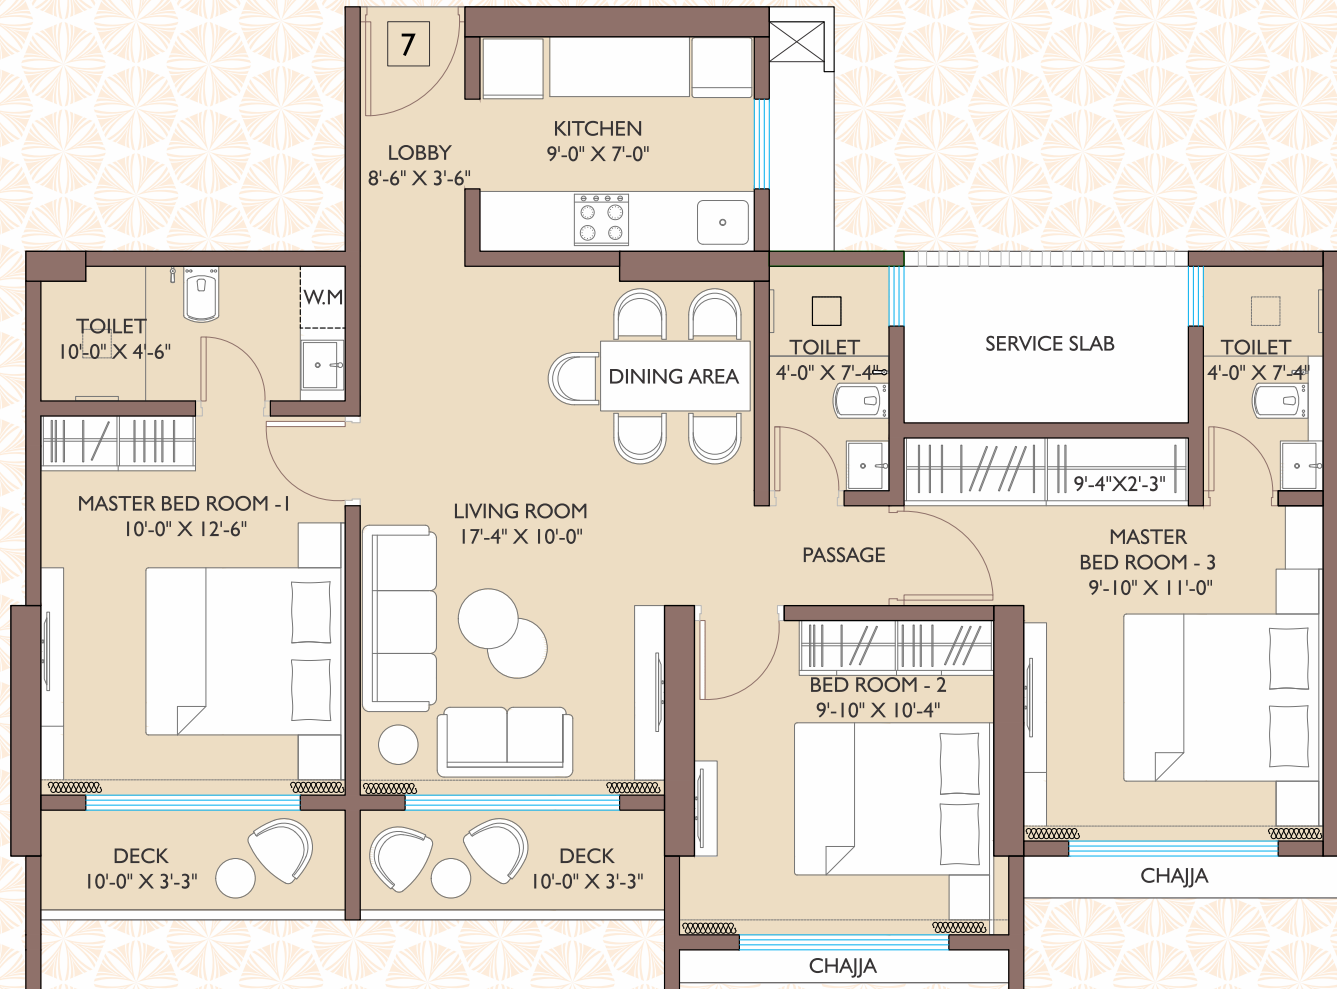 7
KITCHEN
9'-0" X 7'-0"
LOBBY
8'-6" X 3'-6"
W.M
TOILET
10'-0" X 4'-6"
DINING AREA
TOILET
4'-0" X 7'-4"
SERVICE SLAB
TOILET
4'-0" X 7'-4"
9'-4"X2'-3"
MASTER BED ROOM -1
10'-0" X 12'-6"
LIVING ROOM
17'-4" X 10'-0"
PASSAGE
MASTER
BED ROOM - 3
9'-10" X 11'-0"
BED ROOM - 2
9'-10" X 10'-4"
DECK
10'-0" X 3'-3"
DECK
10'-0" X 3'-3"
CHAJJA
CHAJJA